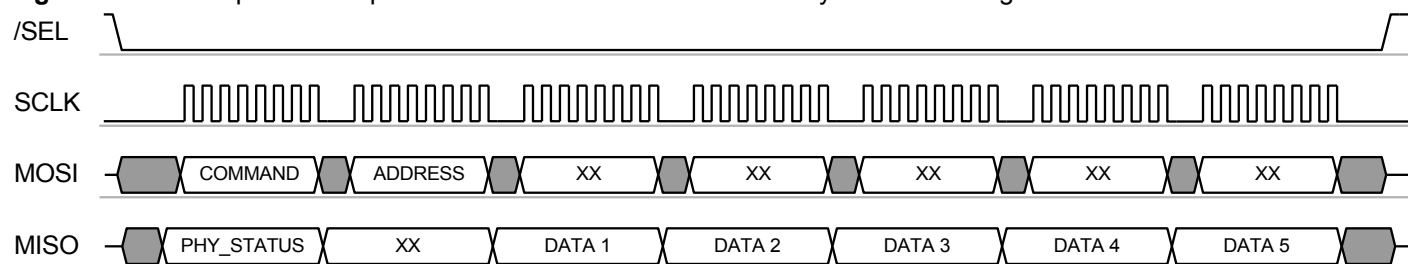 /SEL
SCLK
MOSI COMMAND ADDRESS XX XX XX XX XX
MISO PHY_STATUS XX DATA 1 DATA 2 DATA 3 DATA 4 DATA 5